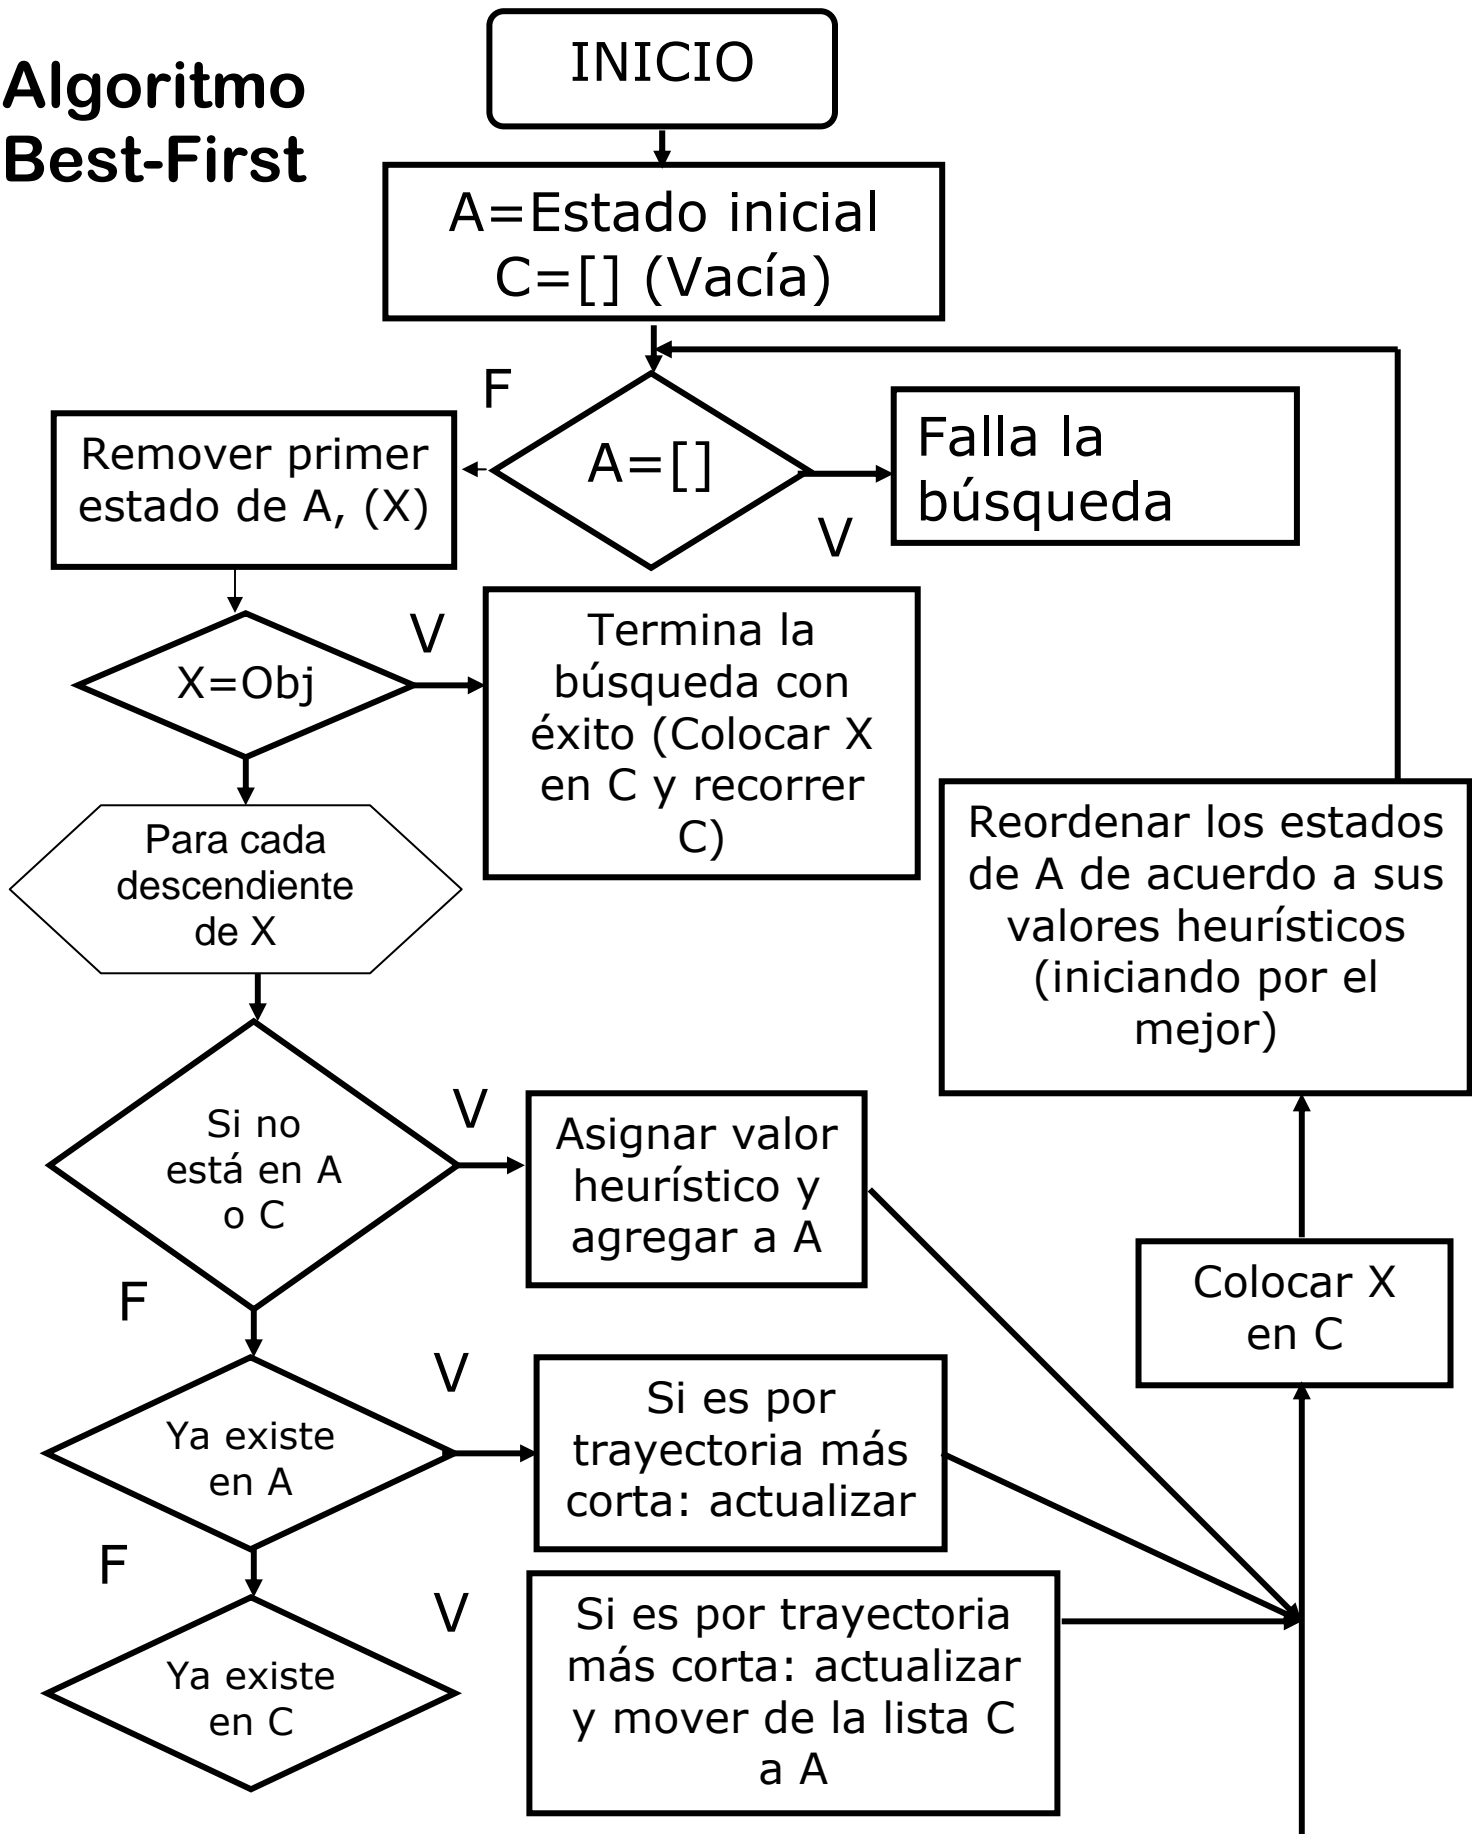 Algoritmo
Best-First
INICIO
A=Estado inicial
C=[] (Vacía)
F
A=[]
V
Falla la
búsqueda
Remover primer
estado de A, (X)
X=Obj
V
Termina la
búsqueda con
éxito (Colocar X
en C y recorrer
C)
Para cada
descendiente
de X
Reordenar los estados
de A de acuerdo a sus
valores heurísticos
(iniciando por el
mejor)
Si no
está en A
o C
V
Asignar valor
heurístico y
agregar a A
F
Colocar X
en C
Ya existe
en A
V
Si es por
trayectoria más
corta: actualizar
F
Ya existe
en C
V
Si es por trayectoria
más corta: actualizar
y mover de la lista C
a A